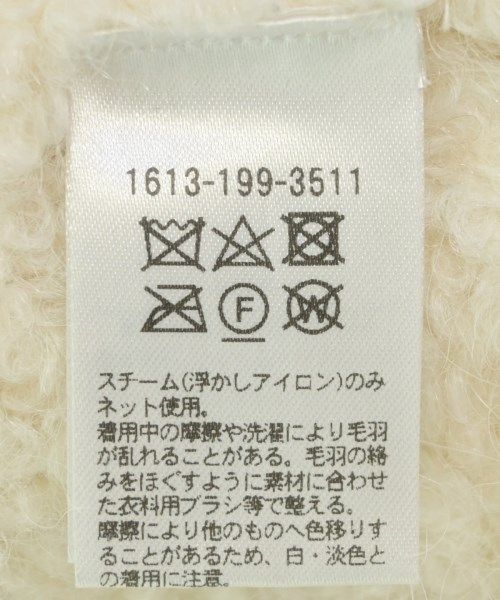 1613-199-3511
F
W
スチーム(浮かしアイロン)のみ
ネット使用。
着用中の摩擦や洗濯により毛羽
が乱れることがある。毛羽の絡
みをほぐすように素材に合わせ
た衣料用ブラシ等で整える。
摩擦により他のものへ色移りす
ることがあるため、白・淡色と
の着用に注意。